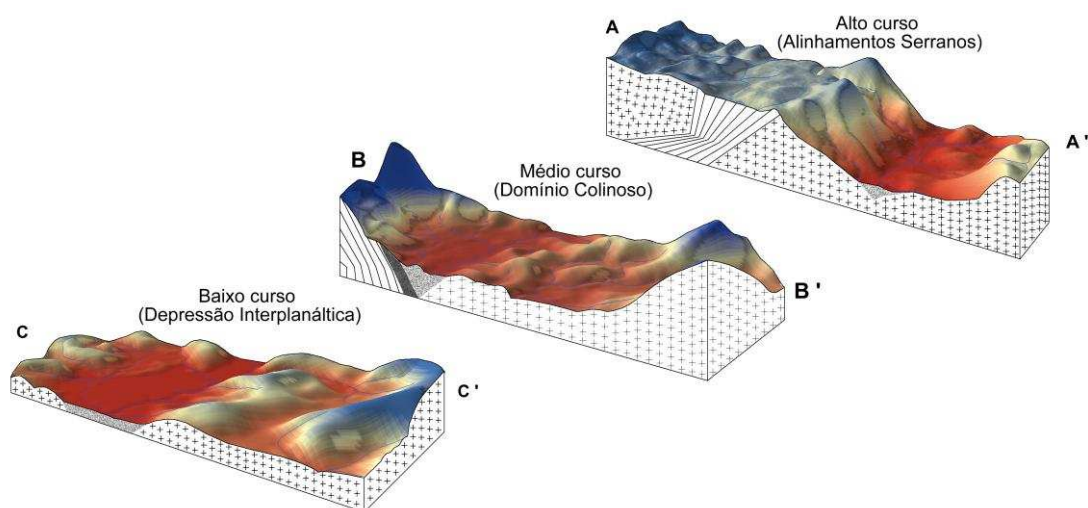 A
Alto curso
(Alinhamentos Serranos)
A'
B
Médio curso
(Domínio Colinoso)
B'
Baixo curso
(Depressão Interplanáltica)
C
C'